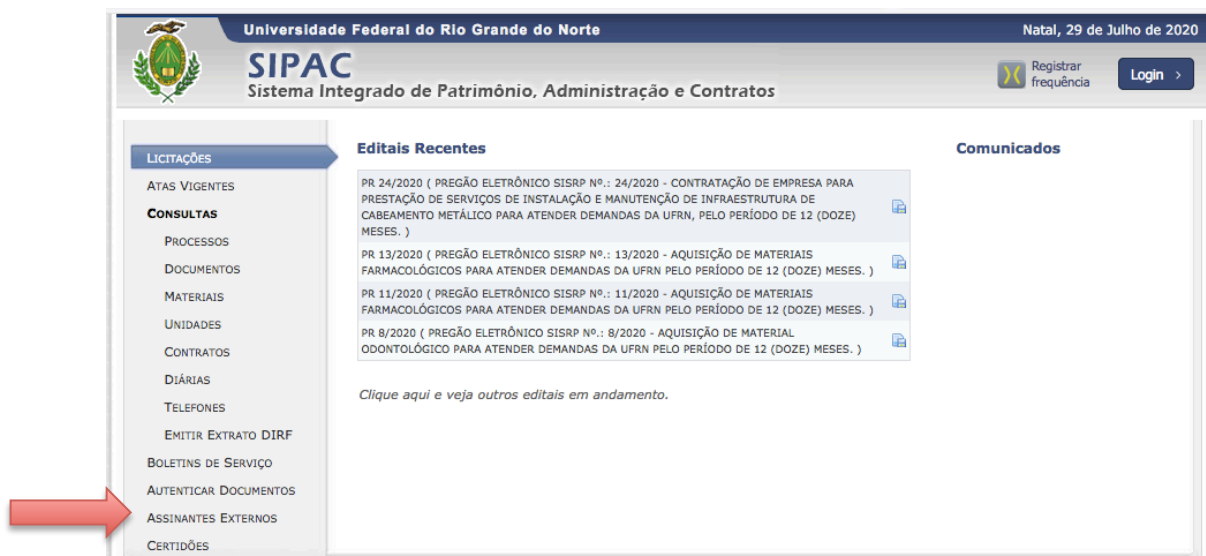 Universidade Federal do Rio Grande do Norte
Natal, 29 de Julho de 2020
SIPAC
Sistema Integrado de Patrimônio, Administração e Contratos
Registrar
frequência
Login >
LICITAÇÕES
ATAS VIGENTES
CONSULTAS
PROCESSOS
DOCUMENTOS
MATERIAIS
UNIDADES
CONTRATOS
DIÁRIAS
TELEFONES
EMITIR EXTRATO DIRF
BOLETINS DE SERVIÇO
AUTENTICAR DOCUMENTOS
ASSINANTES EXTERNOS
CERTIDÕES
Editais Recentes
PR 24/2020 ( PREGÃO ELETRÔNICO SISRP Nº.: 24/2020 - CONTRATAÇÃO DE EMPRESA PARA
PRESTAÇÃO DE SERVIÇOS DE INSTALAÇÃO E MANUTENÇÃO DE INFRAESTRUTURA DE
CABEAMENTO METÁLICO PARA ATENDER DEMANDAS DA UFRN, PELO PERÍODO DE 12 (DOZE)
MESES. )
PR 13/2020 ( PREGÃO ELETRÔNICO SISRP Nº.: 13/2020 - AQUISIÇÃO DE MATERIAIS
FARMACOLÓGICOS PARA ATENDER DEMANDAS DA UFRN PELO PERÍODO DE 12 (DOZE) MESES. )
PR 11/2020 ( PREGÃO ELETRÔNICO SISRP Nº.: 11/2020 - AQUISIÇÃO DE MATERIAIS
FARMACOLÓGICOS PARA ATENDER DEMANDAS DA UFRN PELO PERÍODO DE 12 (DOZE) MESES. )
PR 8/2020 ( PREGÃO ELETRÔNICO SISRP Nº.: 8/2020 - AQUISIÇÃO DE MATERIAL
ODONTOLÓGICO PARA ATENDER DEMANDAS DA UFRN PELO PERÍODO DE 12 (DOZE) MESES. )
Clique aqui e veja outros editais em andamento.
Comunicados